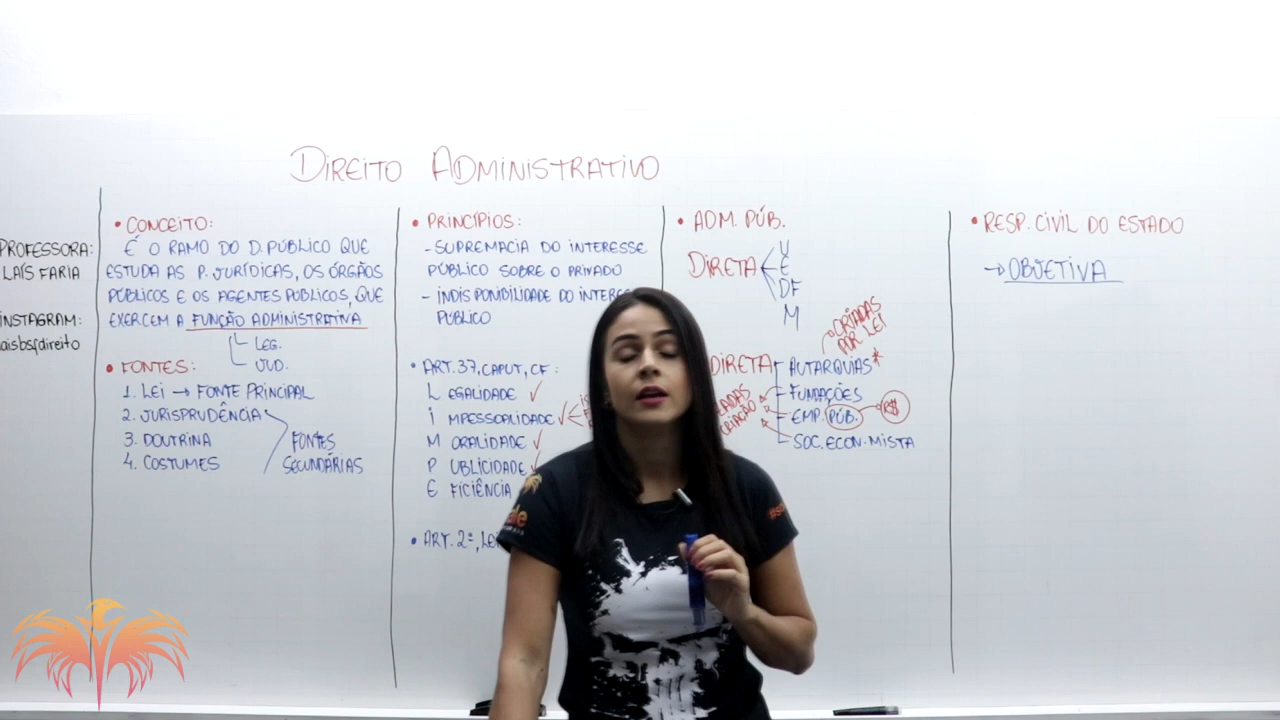 DIREITO ADMINISTRATIVO
PROFESSORA:
LAÍS FARIA
INSTAGRAM:
• CONCEITO:
É O RAMO DO D. PÚBLICO QUE
ESTUDA AS P. JURÍDICAS, OS ÓRGÃOS
PÚBLICOS E OS AGENTES PÚBLICOS, QUE
EXERCEM A FUNÇÃO ADMINISTRATIVA
LEG.
JUD.
• FONTES:
1. LEI → FONTE PRINCIPAL
2. JURISPRUDÊNCIA
3. DOUTRINA
4. COSTUMES
FONTES
SECUNDÁRIAS
• PRINCÍPIOS:
- SUPREMACIA DO INTERESSE
PÚBLICO SOBRE O PRIVADO
- INDISPONIBILIDADE DO
PÚBLICO
• ART. 37, CAPUT, CF:
L EGALIDADE
I MPESSOALIDADE
M ORALIDADE
P UBLICIDADE
E FICIÊNCIA
• ART. 2º,
• ADM. PÚB.
DIRETA
U
E
DF
M
CRIADAS
POR LEI
DIRETA
AUTARQUIAS*
FUNDAÇÕES
EMP. PÚB. R$
SOC. ECON. MISTA
CRIAÇÃO
• RESP. CIVIL DO ESTADO
→ OBJETIVA